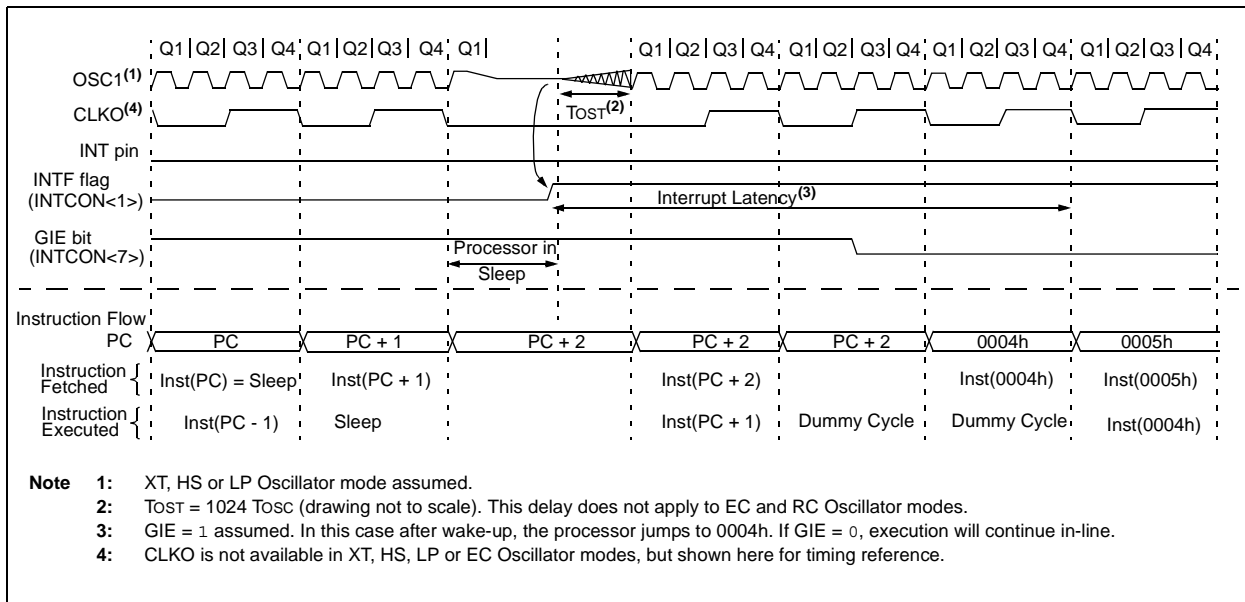 Q1 Q2 Q3 Q4 Q1 Q2 Q3 Q4 Q1 Q1 Q2 Q3 Q4 Q1 Q2 Q3 Q4 Q1 Q2 Q3 Q4 Q1 Q2 Q3 Q4
OSC1(1)
TOST(2)
CLKO(4)
INT pin
INTF flag
(INTCON<1>)
Interrupt Latency(3)
GIE bit
(INTCON<7>)
Processor in
Sleep
Instruction Flow
PC PC PC + 1 PC + 2 PC + 2 PC + 2 0004h 0005h
Instruction
Fetched
Inst(PC) = Sleep Inst(PC + 1) Inst(PC + 2) Inst(0004h) Inst(0005h)
Instruction
Executed
Inst(PC - 1) Sleep Inst(PC + 1) Dummy Cycle Dummy Cycle Inst(0004h)
Note 1: XT, HS or LP Oscillator mode assumed.
2: TOST = 1024 TOSC (drawing not to scale). This delay does not apply to EC and RC Oscillator modes.
3: GIE = 1 assumed. In this case after wake-up, the processor jumps to 0004h. If GIE = 0, execution will continue in-line.
4: CLKO is not available in XT, HS, LP or EC Oscillator modes, but shown here for timing reference.